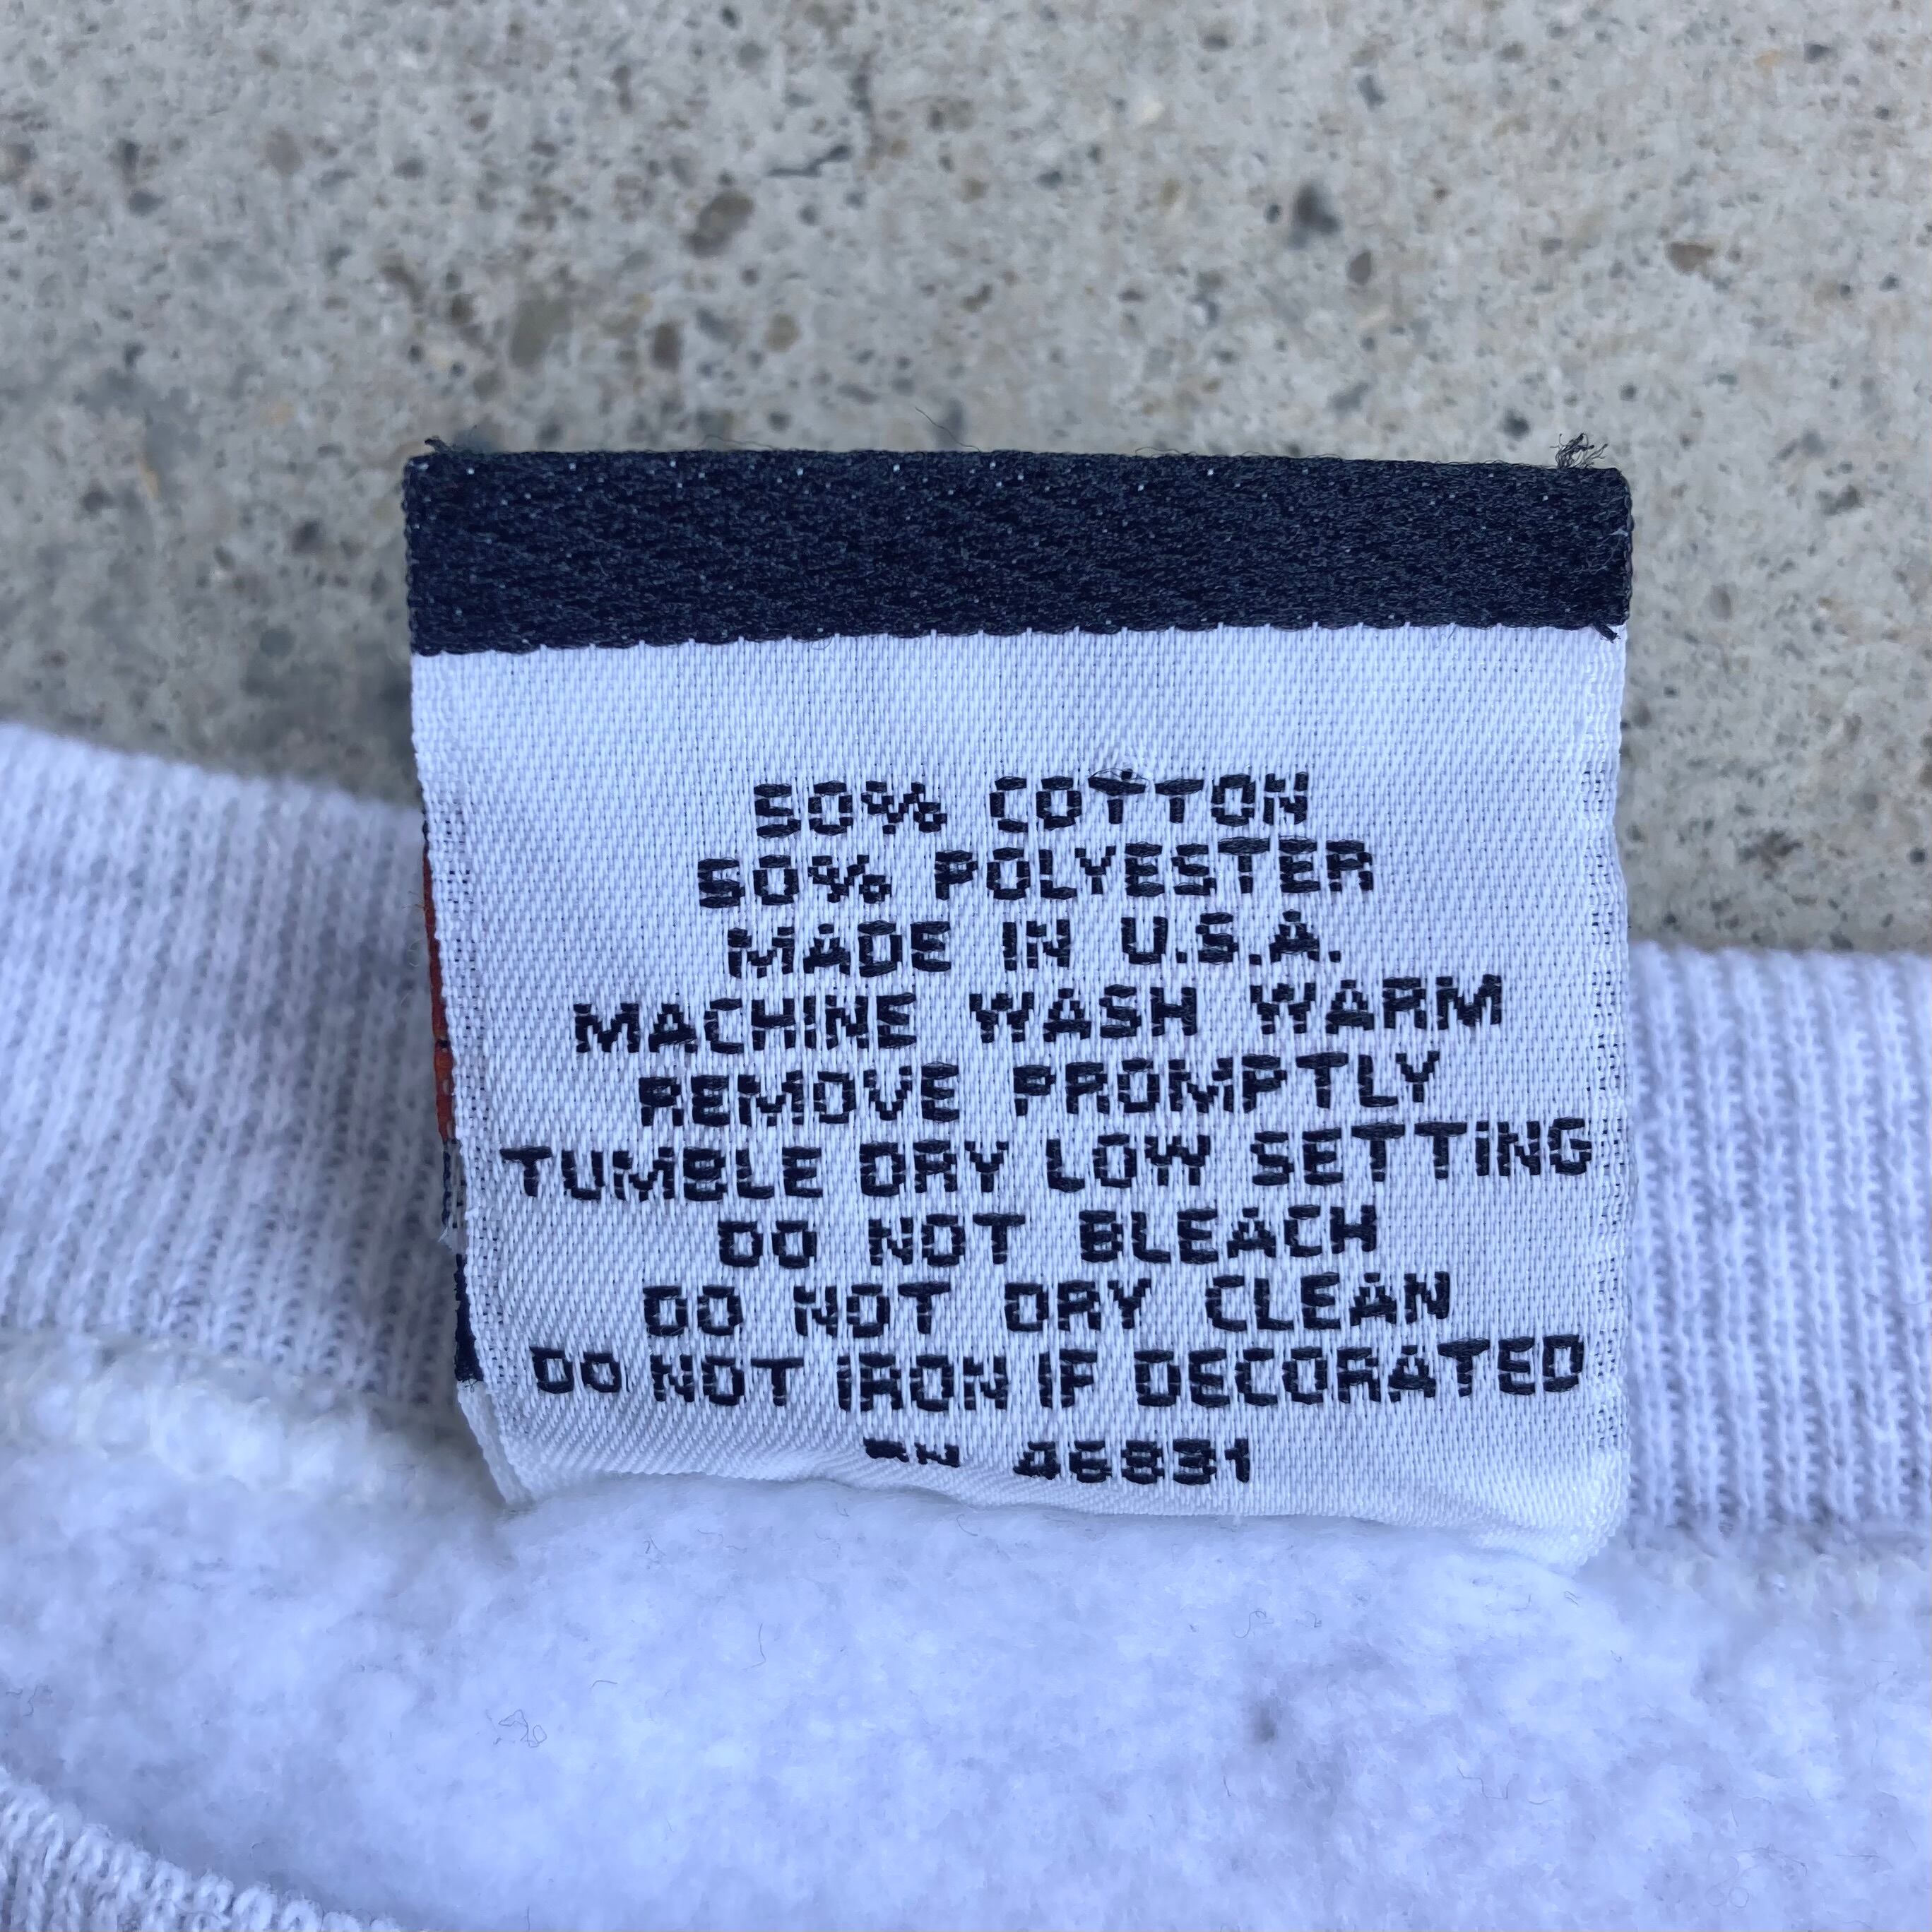 50% COTTON
50% POLYESTER
MADE IN U.S.A.
MACHINE WASH WARM
REMOVE PROMPTLY
TUMBLE DRY LOW SETTING
DO NOT BLEACH
DO NOT DRY CLEAN
DO NOT IRON IF DECORATED
RN 46831